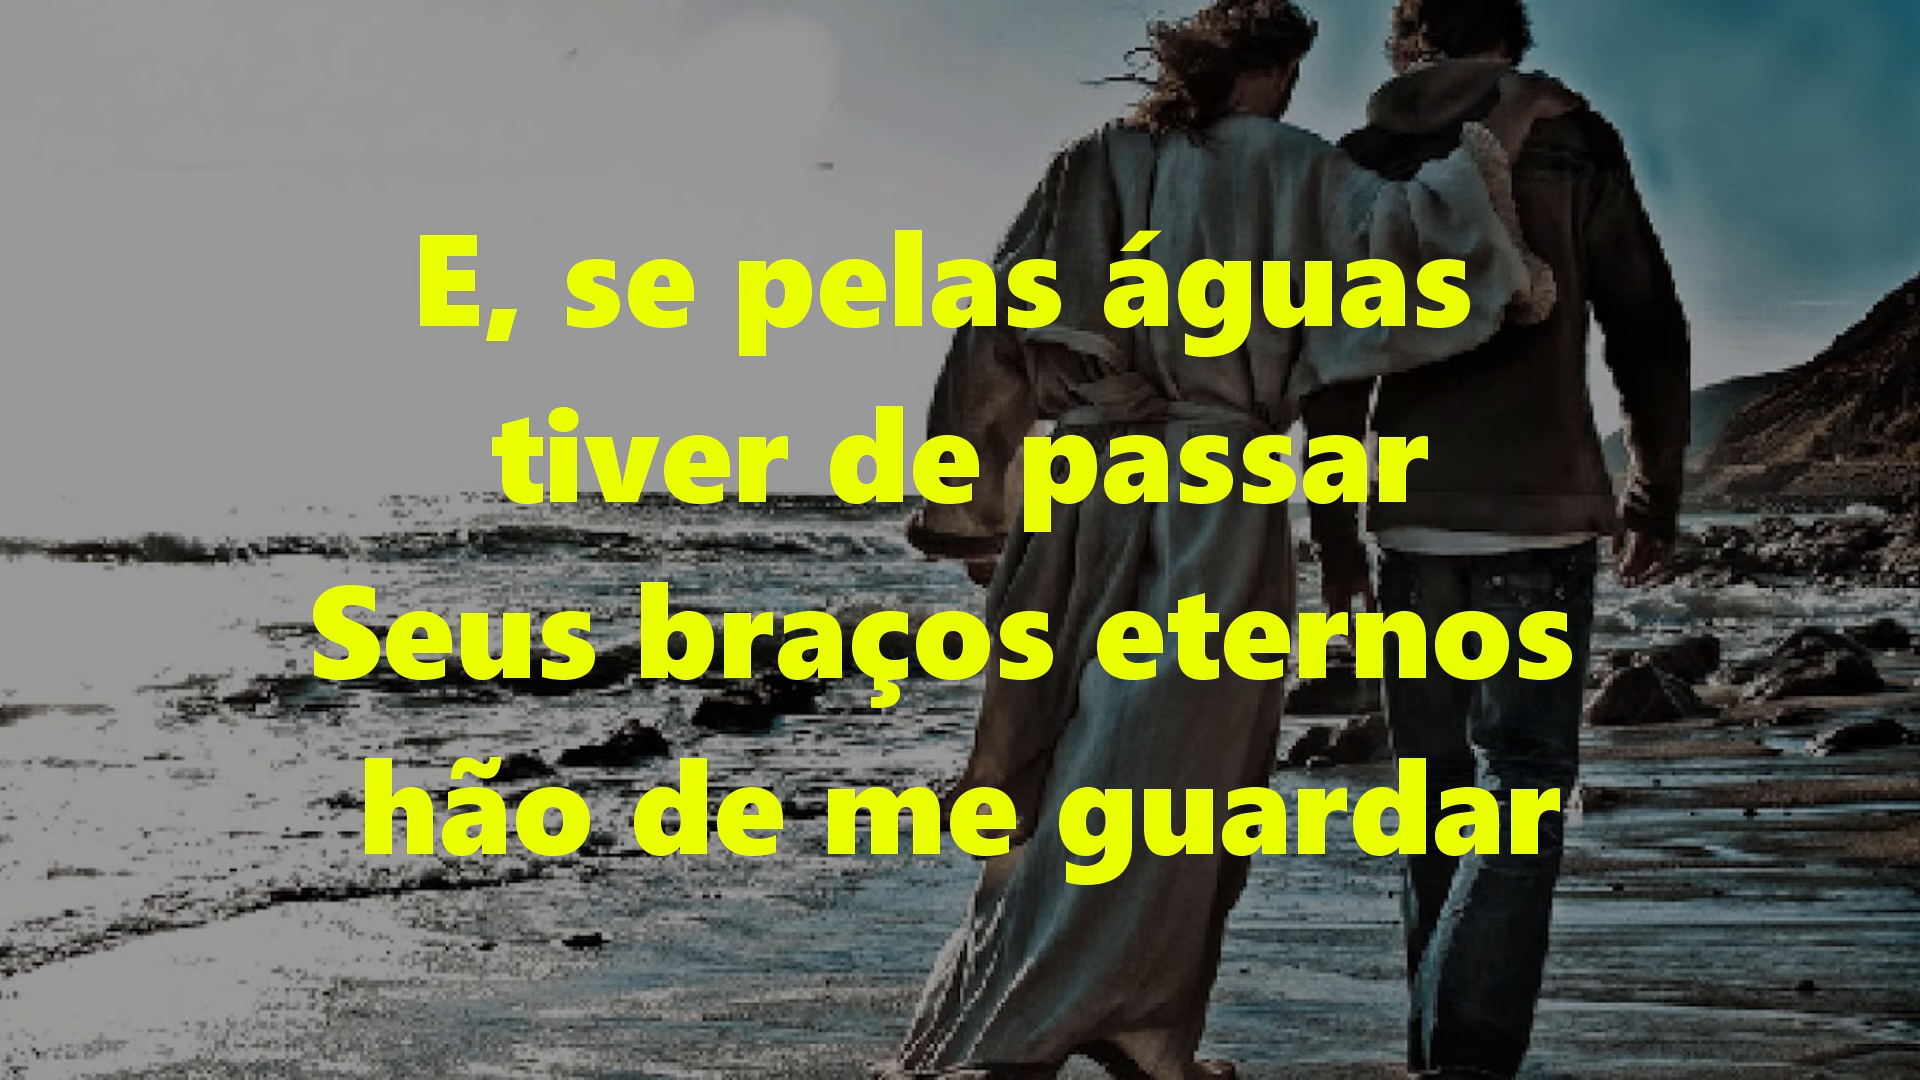 E, se pelas águas
tiver de passar
Seus braços eternos
hão de me guardar